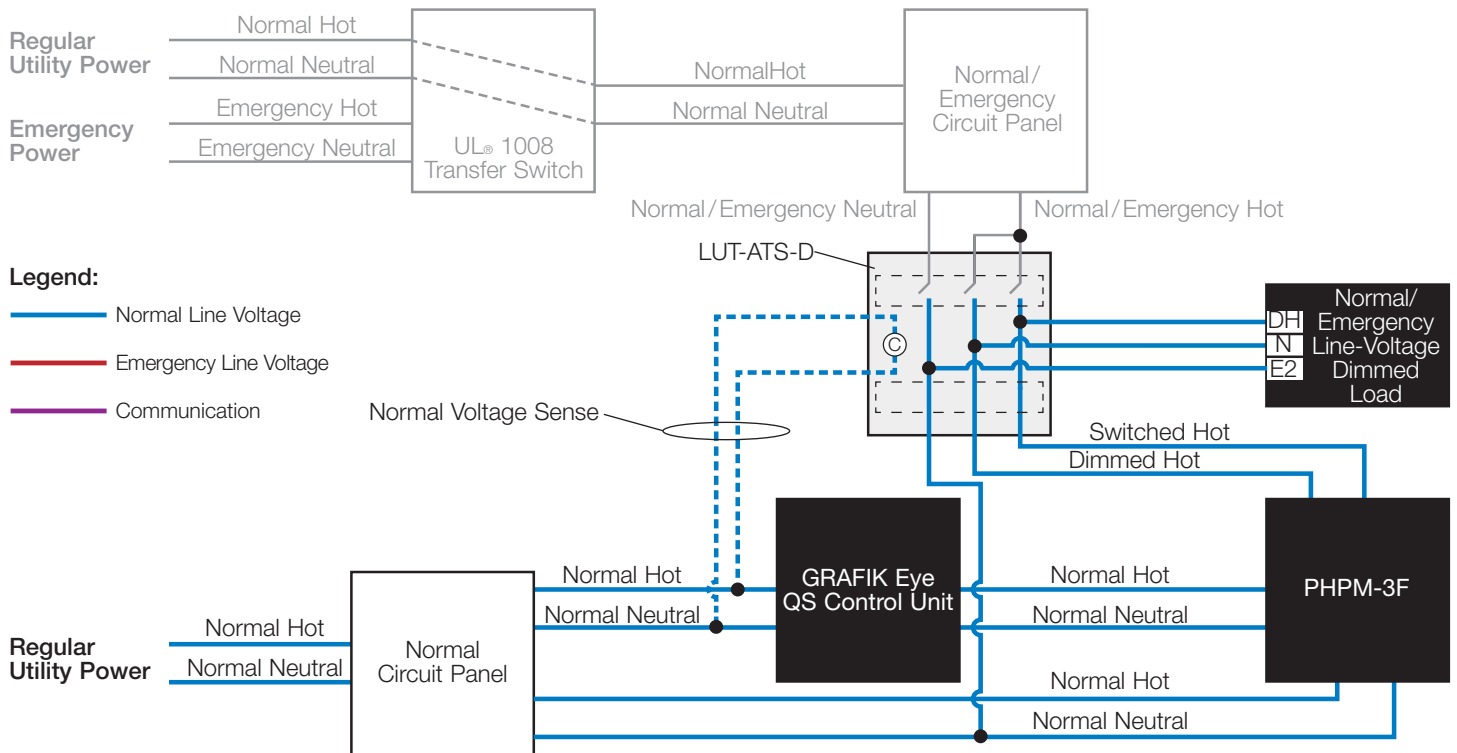 Regular
Utility Power
Normal Hot
Normal Neutral
Emergency
Power
Emergency Hot
Emergency Neutral
UL® 1008
Transfer Switch
NormalHot
Normal Neutral
Normal/
Emergency
Circuit Panel
Normal/Emergency Neutral
Normal/Emergency Hot
LUT-ATS-D
Legend:
Normal Line Voltage
Emergency Line Voltage
Communication
C
DH
N
E2
Normal/
Emergency
Line-Voltage
Dimmed
Load
Normal Voltage Sense
Switched Hot
Dimmed Hot
Regular
Utility Power
Normal Hot
Normal Neutral
Normal
Circuit Panel
Normal Hot
Normal Neutral
GRAFIK Eye
QS Control Unit
Normal Hot
Normal Neutral
PHPM-3F
Normal Hot
Normal Neutral